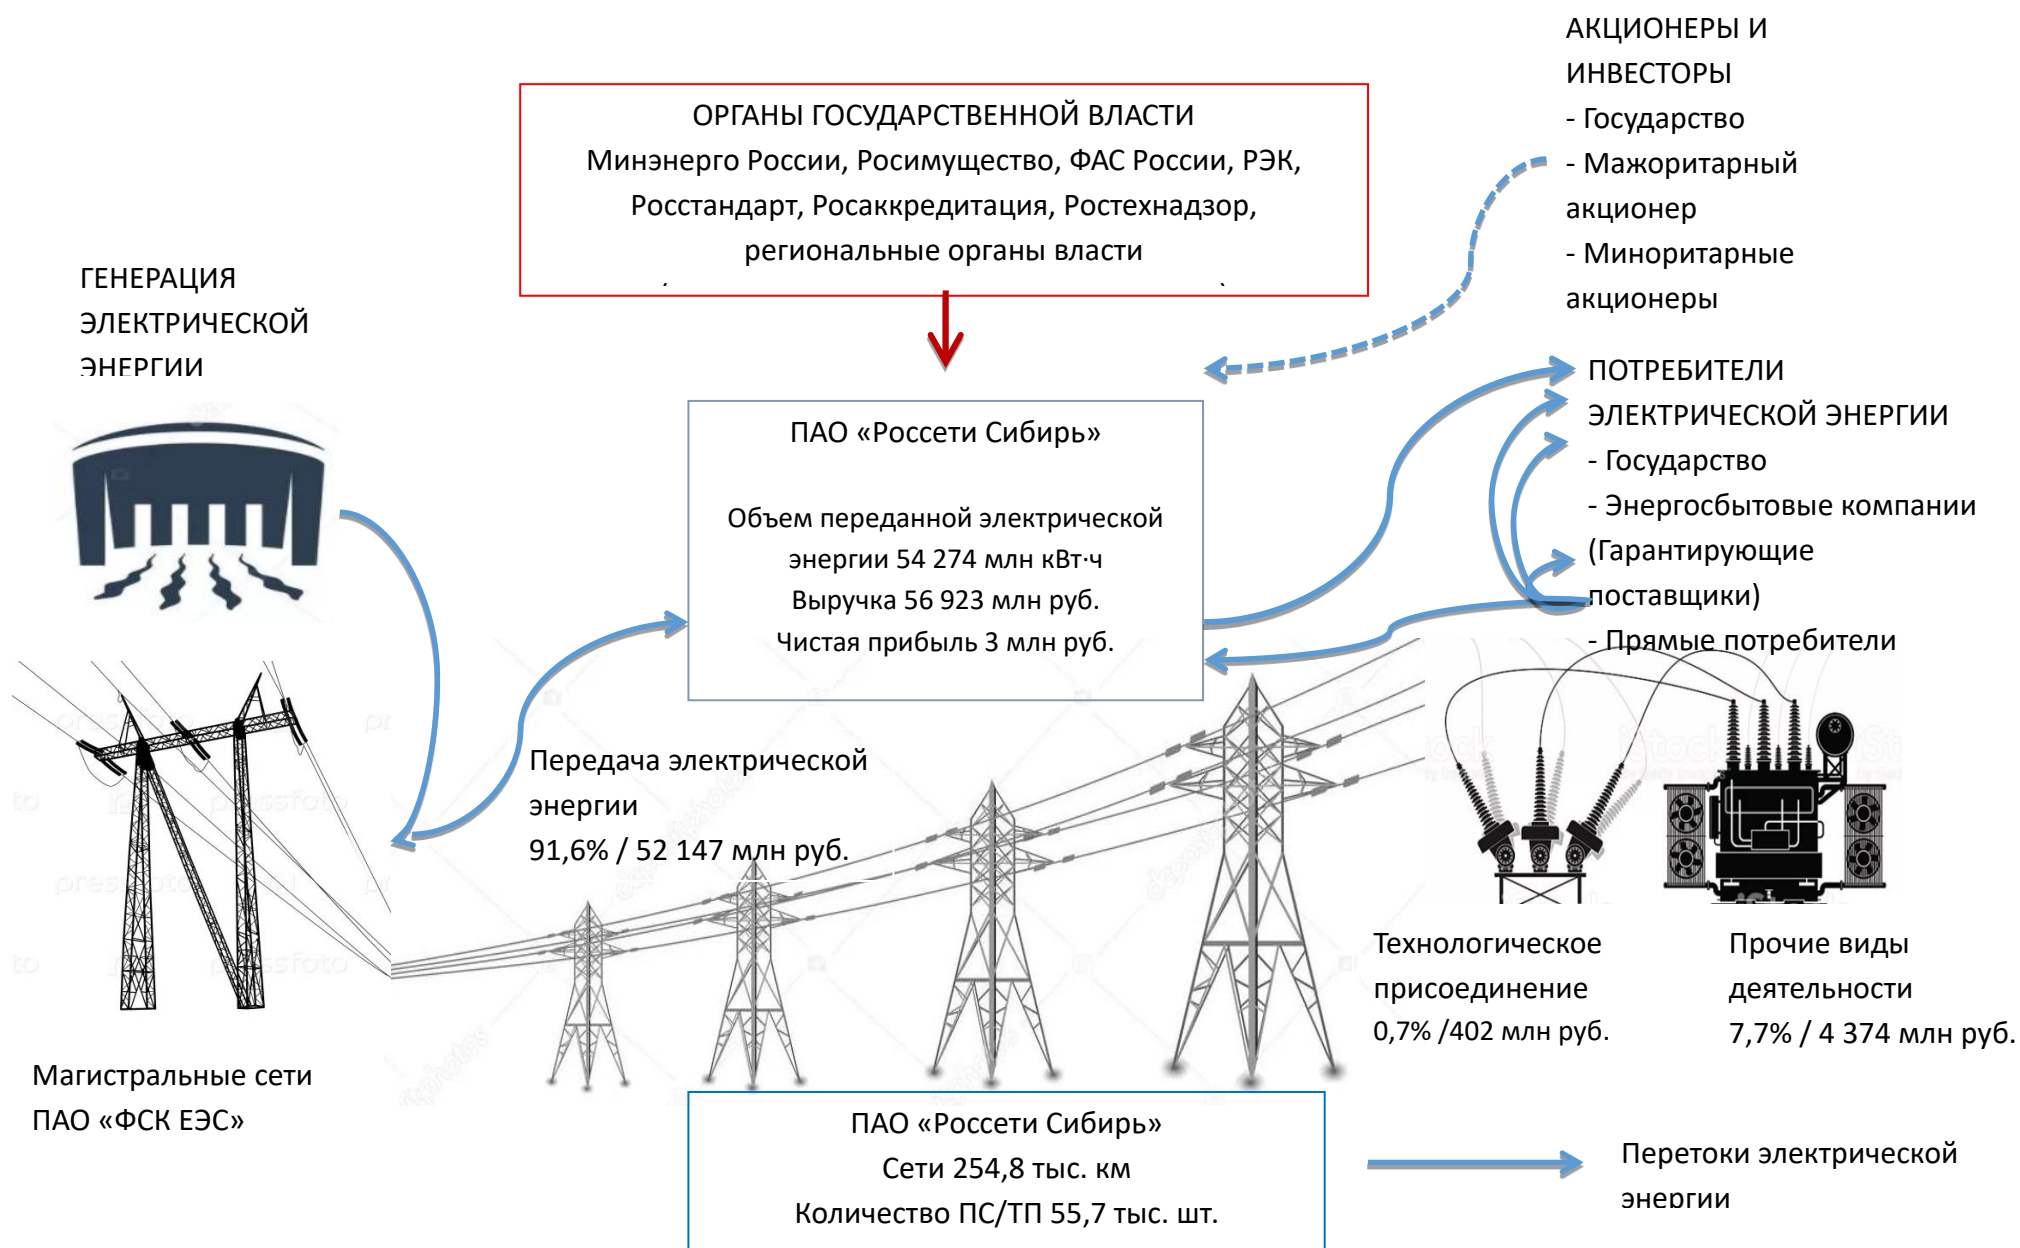 АКЦИОНЕРЫ И
ИНВЕСТОРЫ
- Государство
- Мажоритарный
акционер
- Миноритарные
акционеры
ОРГАНЫ ГОСУДАРСТВЕННОЙ ВЛАСТИ
Минэнерго России, Росимущество, ФАС России, РЭК,
Росстандарт, Росаккредитация, Ростехнадзор,
региональные органы власти
ГЕНЕРАЦИЯ
ЭЛЕКТРИЧЕСКОЙ
ЭНЕРГИИ
ПАО «Россети Сибирь»
Объем переданной электрической
энергии 54 274 млн кВт·ч
Выручка 56 923 млн руб.
Чистая прибыль 3 млн руб.
ПОТРЕБИТЕЛИ
ЭЛЕКТРИЧЕСКОЙ ЭНЕРГИИ
- Государство
- Энергосбытовые компании
(Гарантирующие
поставщики)
- Прямые потребители
Передача электрической
энергии
91,6% / 52 147 млн руб.
Технологическое
присоединение
0,7% /402 млн руб.
Прочие виды
деятельности
7,7% / 4 374 млн руб.
Магистральные сети
ПАО «ФСК ЕЭС»
ПАО «Россети Сибирь»
Сети 254,8 тыс. км
Количество ПС/ТП 55,7 тыс. шт.
Перетоки электрической
энергии